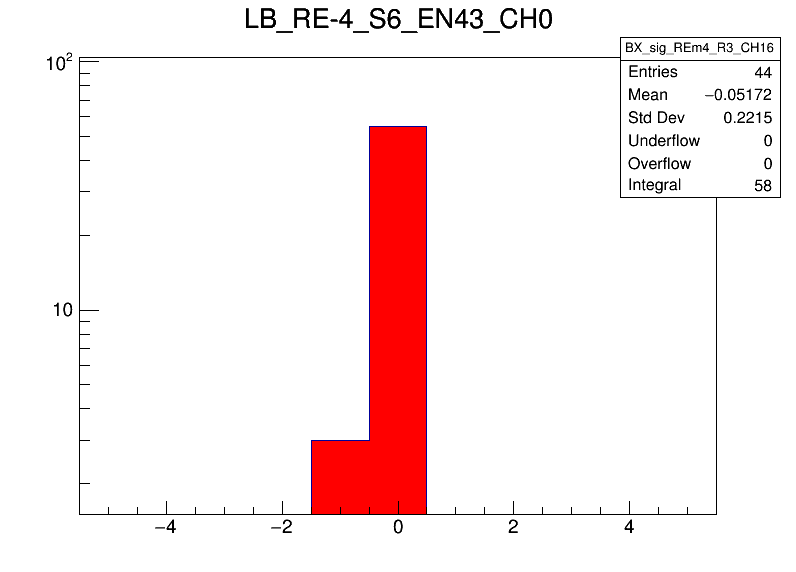 LB_RE-4_S6_EN43_CH0
BX_sig_REm4_R3_CH16
Entries 44
Mean −0.05172
Std Dev 0.2215
Underflow 0
Overflow 0
Integral 58
10²
10
−4 −2 0 2 4